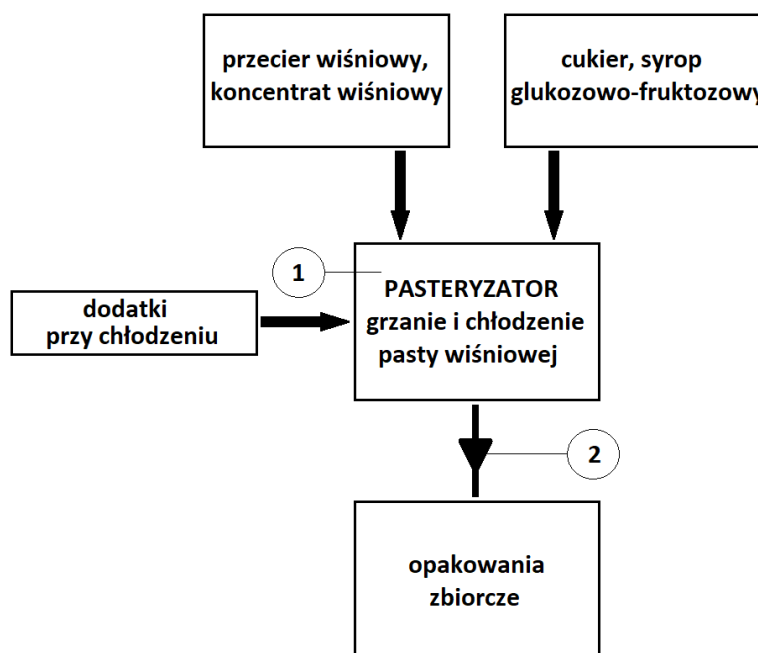 przecier wiśniowy,
koncentrat wiśniowy
cukier, syrop
glukozowo-fruktozowy
1
PASTERYZATOR
grzanie i chłodzenie
pasty wiśniowej
dodatki
przy chłodzeniu
2
opakowania
zbiorcze